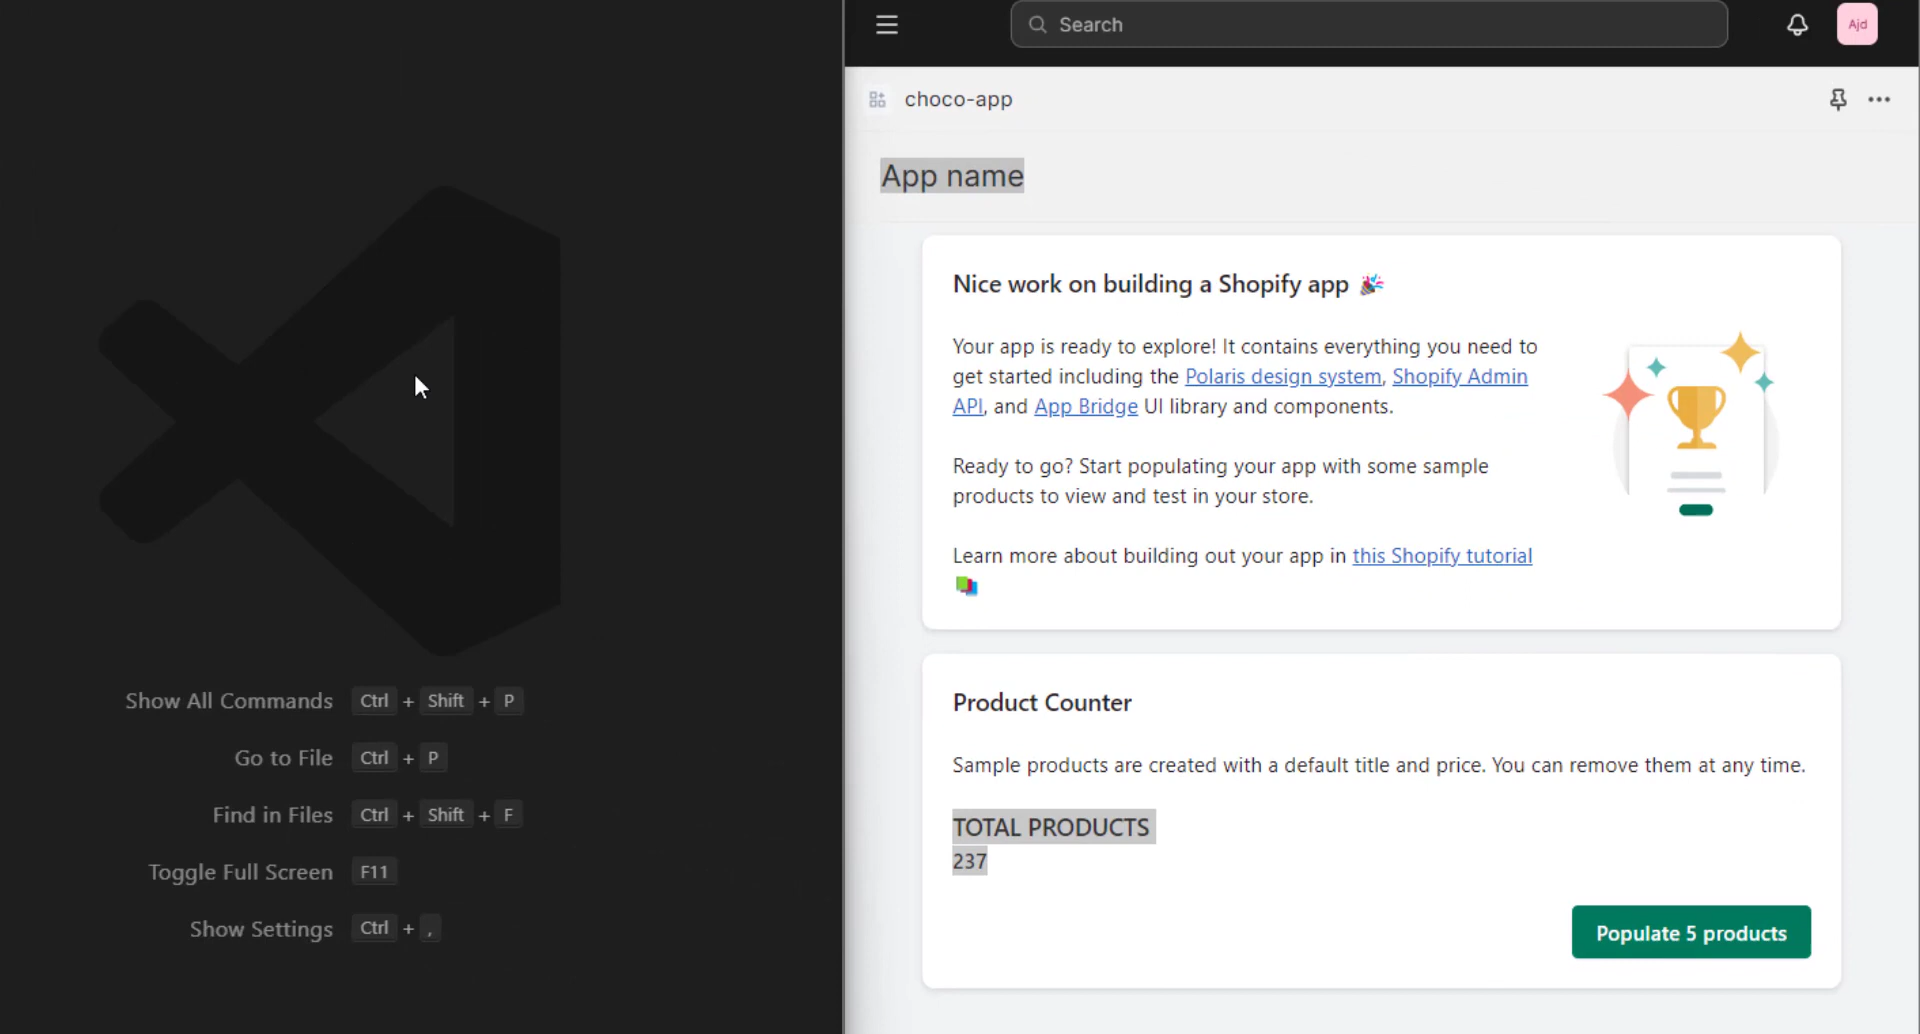 Show All Commands Ctrl + Shift + P
Go to File Ctrl + P
Find in Files Ctrl + Shift + F
Toggle Full Screen F11
Show Settings Ctrl + ,
Search
Ajd
choco-app
App name
Nice work on building a Shopify app 🎉
Your app is ready to explore! It contains everything you need to
get started including the Polaris design system, Shopify Admin
API, and App Bridge UI library and components.
Ready to go? Start populating your app with some sample
products to view and test in your store.
Learn more about building out your app in this Shopify tutorial
📚
Product Counter
Sample products are created with a default title and price. You can remove them at any time.
TOTAL PRODUCTS
237
Populate 5 products